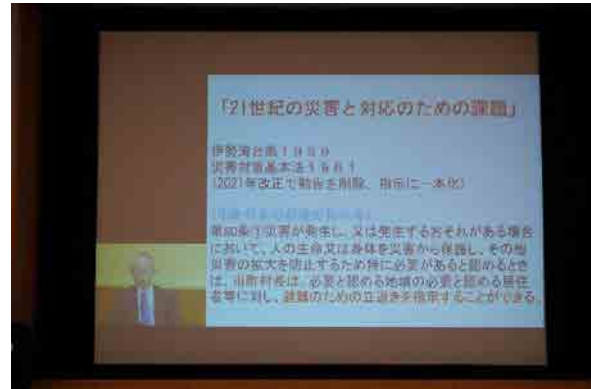 「21世紀の災害と対応のための課題」
伊勢湾台風1959
災害対策基本法1961
(2021年改正で勧告を削除、指示に一本化)
第60条①災害が発生し、又は発生するおそれがある場合
において、人の生命又は身体を災害から保護し、その他
災害の拡大を防止するため特に必要があると認めるとき
は、市町村長は、必要と認める地域の必要と認める居住
者等に対し、避難のための立退きを指示することができる。